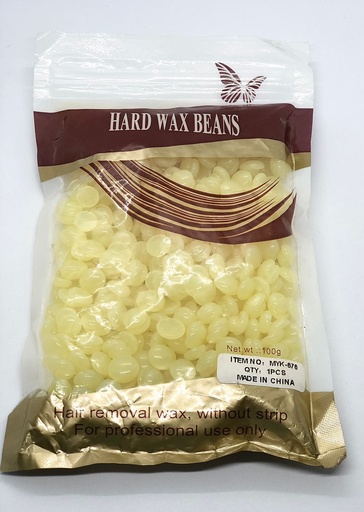 HARD WAX BEANS
Net,wt .:100g
ITEM NO: MYK-676
QTY: 1PCS
MADE IN CHINA
Hair removal wax, without strip
For professional use only